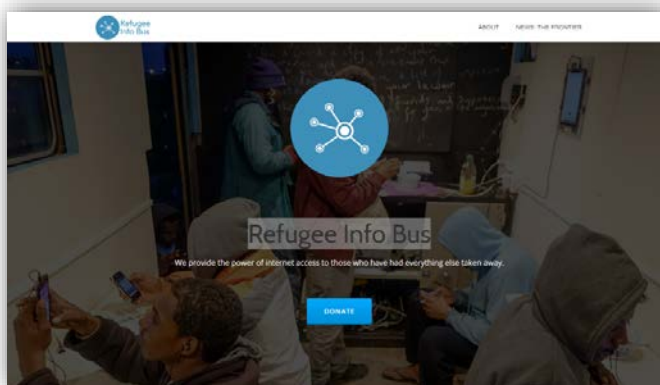 Refugee
Info Bus
ABOUT
NEWS: THE FRONTIER
Refugee Info Bus
We provide the power of internet access to those who have had everything else taken away.
DONATE